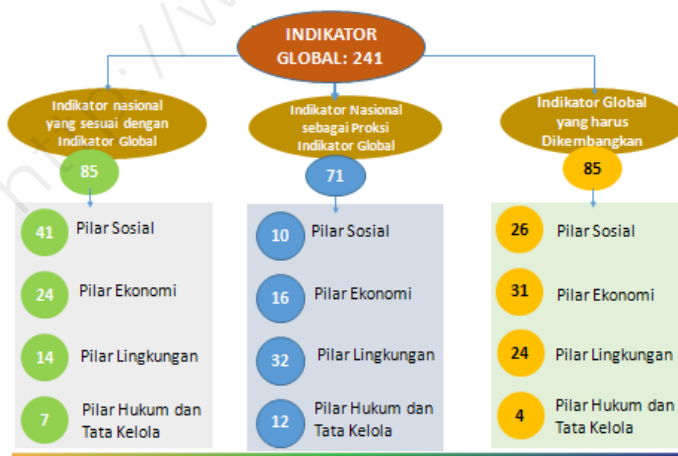 INDIKATOR
GLOBAL: 241
Indikator nasional
yang sesuai dengan
Indikator Global
85
41 Pilar Sosial
24 Pilar Ekonomi
14 Pilar Lingkungan
7 Pilar Hukum dan
Tata Kelola
Indikator Nasional
sebagai Proksi
Indikator Global
71
10 Pilar Sosial
16 Pilar Ekonomi
32 Pilar Lingkungan
12 Pilar Hukum dan
Tata Kelola
Indikator Global
yang harus
Dikembangkan
85
26 Pilar Sosial
31 Pilar Ekonomi
24 Pilar Lingkungan
4 Pilar Hukum dan
Tata Kelola